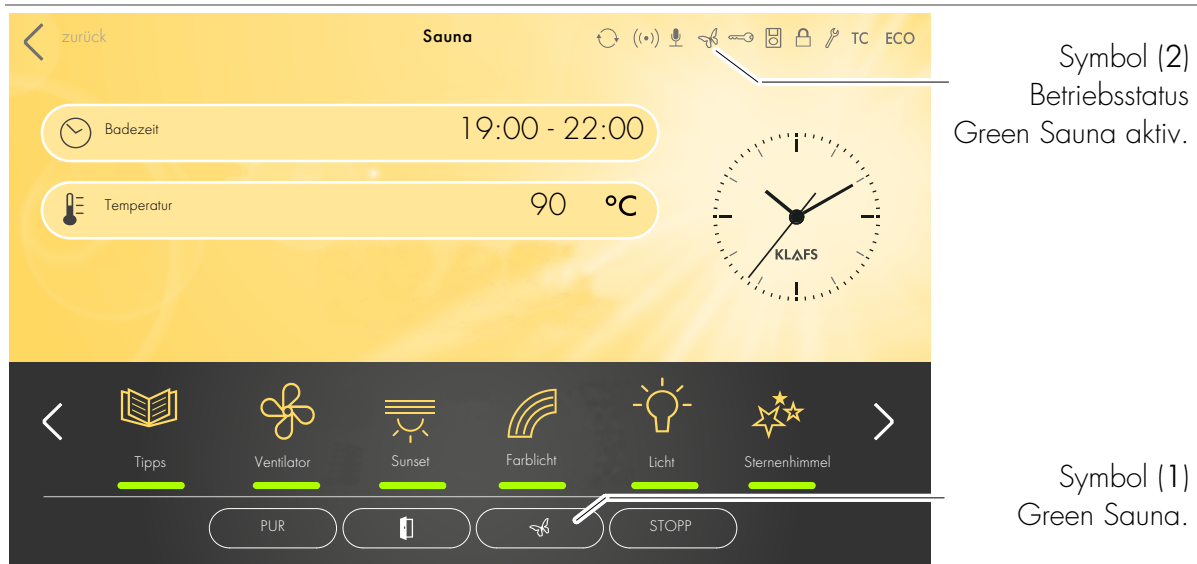 zurück Sauna TC ECO
Symbol (2)
Betriebsstatus
Green Sauna aktiv.
Badezeit 19:00 - 22:00
Temperatur 90 °C
KLAFS
Tipps Ventilator Sunset Farblicht Licht Sternenhimmel
Symbol (1)
Green Sauna.
PUR STOPP